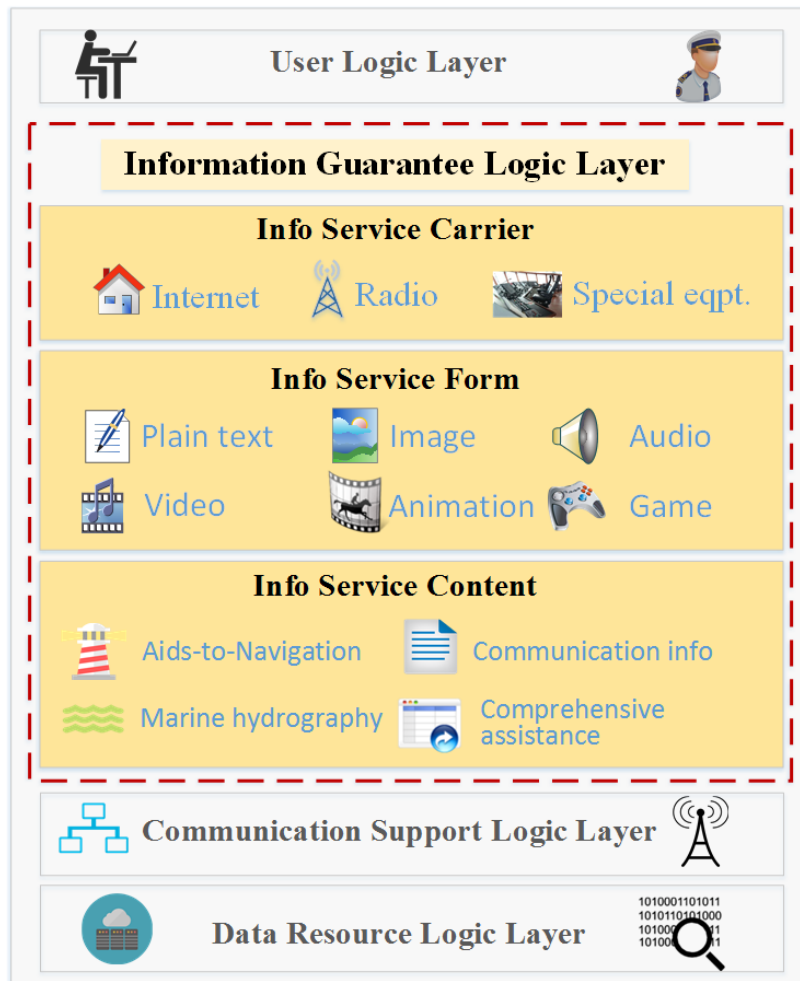 User Logic Layer
Information Guarantee Logic Layer
Info Service Carrier
Internet Radio Special eqpt.
Info Service Form
Plain text Image Audio
Video Animation Game
Info Service Content
Aids-to-Navigation Communication info
Marine hydrography Comprehensive
assistance
Communication Support Logic Layer
Data Resource Logic Layer
1010001101011
1010110101000